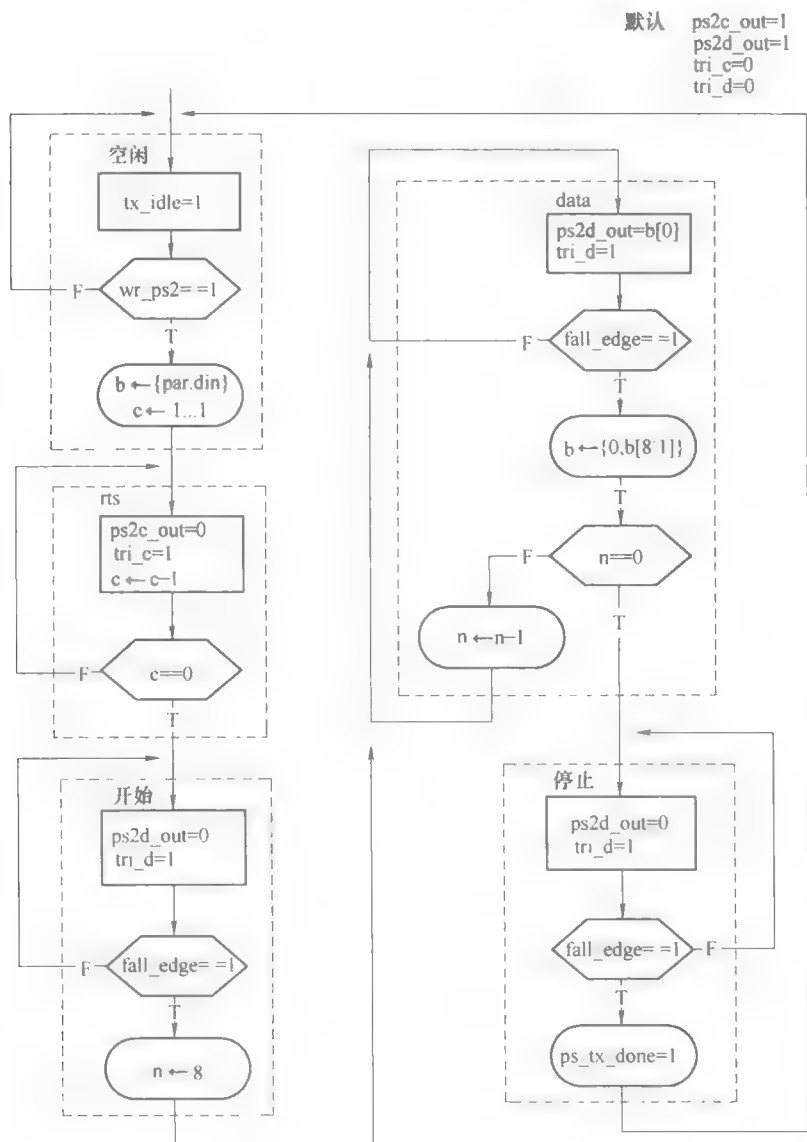 默认 ps2c_out=1
ps2d_out=1
tri_c=0
tri_d=0
空闲
tx_idle=1
F
wr_ps2==1
T
b←{par.din}
c←1...1
rts
ps2c_out=0
tri_c=1
c←c-1
F
c==0
T
开始
ps2d_out=0
tri_d=1
F
fall_edge==1
T
n←8
data
ps2d_out=b[0]
tri_d=1
F
fall_edge==1
T
b←{0,b[8:1]}
T
F
n==0
n←n-1
T
停止
ps2d_out=0
tri_d=1
fall_edge==1
F
T
ps_tx_done=1